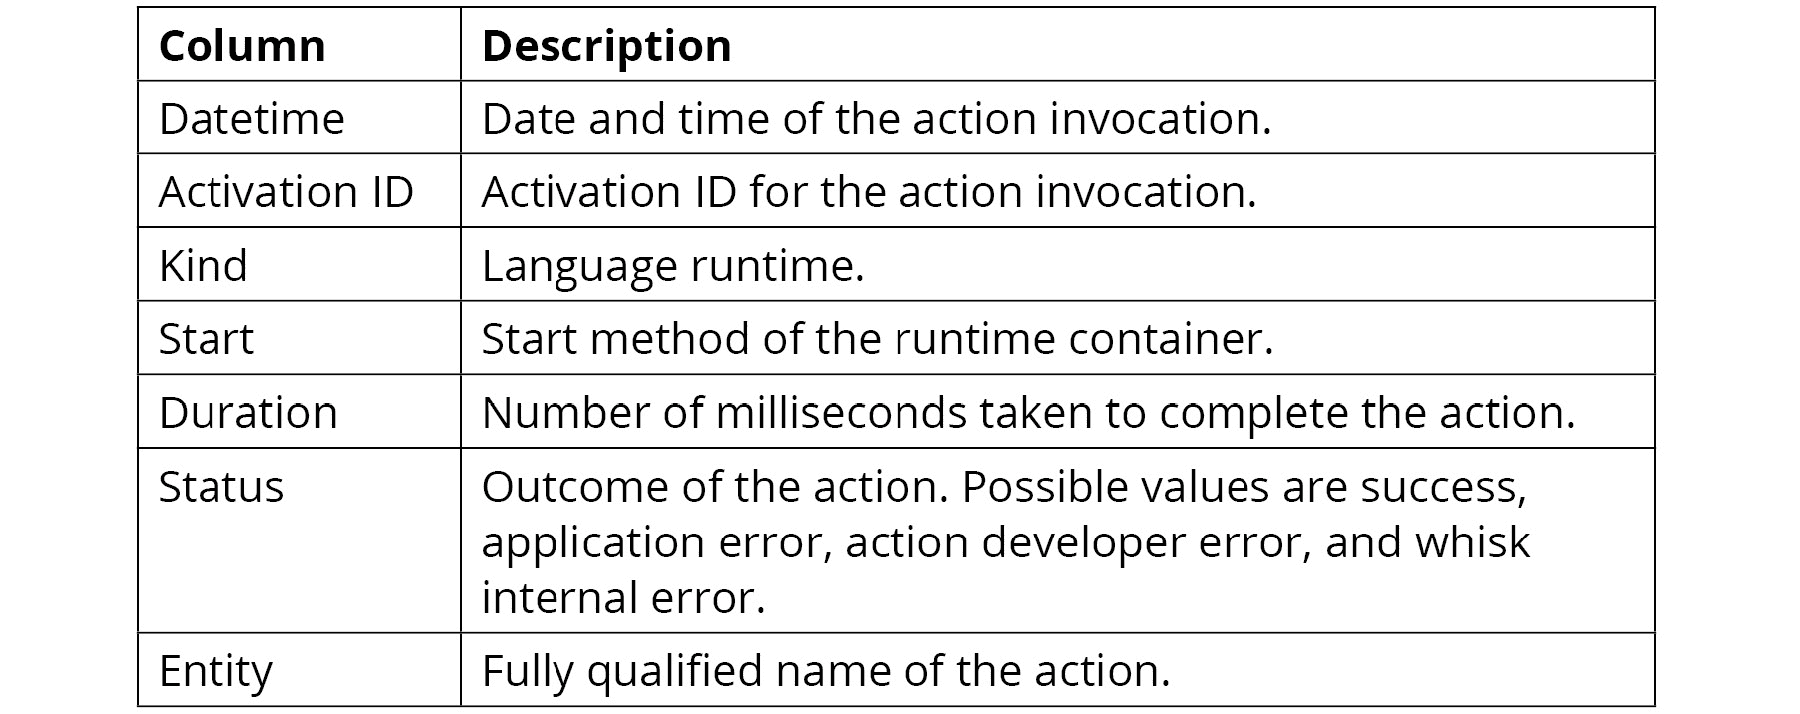 Column Description
Datetime Date and time of the action invocation.
Activation ID Activation ID for the action invocation.
Kind Language runtime.
Start Start method of the runtime container.
Duration Number of milliseconds taken to complete the action.
Status Outcome of the action. Possible values are success,
application error, action developer error, and whisk
internal error.
Entity Fully qualified name of the action.